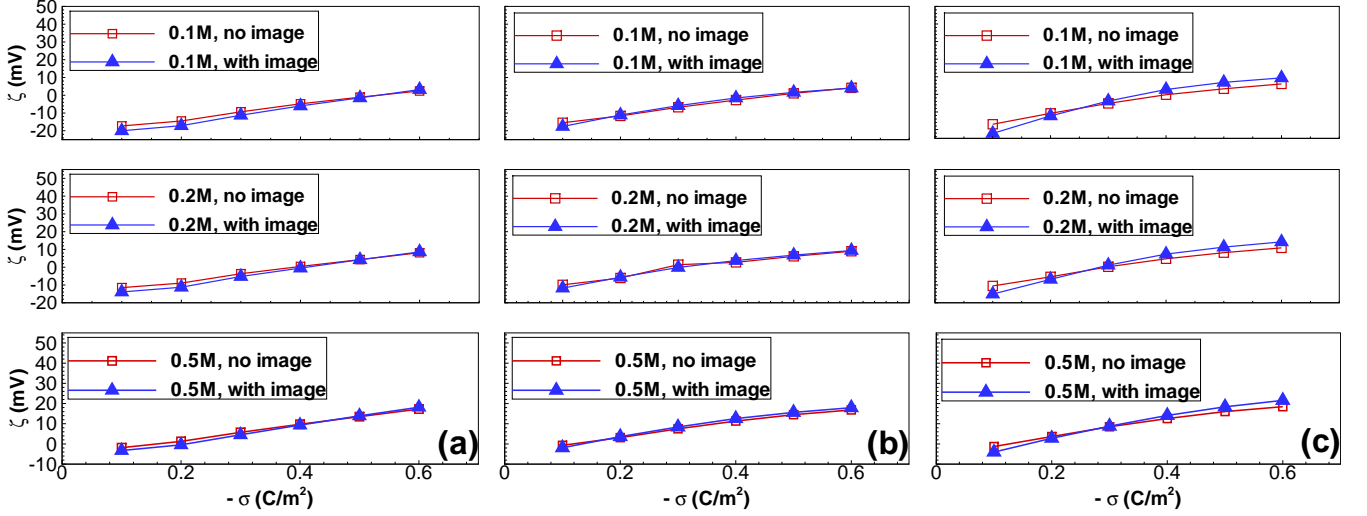 50
40
30
20
10
0
-10
-20
ζ (mV)
0.1M, no image
0.1M, with image
0.1M, no image
0.1M, with image
0.1M, no image
0.1M, with image
50
40
30
20
10
0
-10
-20
ζ (mV)
0.2M, no image
0.2M, with image
0.2M, no image
0.2M, with image
0.2M, no image
0.2M, with image
50
40
30
20
10
0
-10
ζ (mV)
0.5M, no image
0.5M, with image
(a)
0.5M, no image
0.5M, with image
(b)
0.5M, no image
0.5M, with image
(c)
0 0.2 0.4 0.6
0.2 0.4 0.6
0.2 0.4 0.6
- σ (C/m²)
- σ (C/m²)
- σ (C/m²)